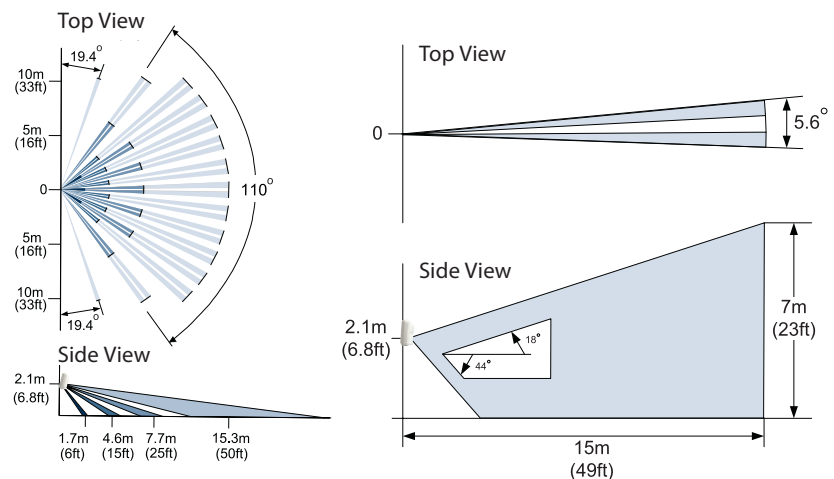 Top View
19.4°
10m
(33ft)
5m
(16ft)
0
110°
5m
(16ft)
10m
(33ft)
19.4°
Side View
2.1m
(6.8ft)
1.7m
(6ft)
4.6m
(15ft)
7.7m
(25ft)
15.3m
(50ft)
Top View
0
5.6°
Side View
2.1m
(6.8ft)
18°
44°
7m
(23ft)
15m
(49ft)